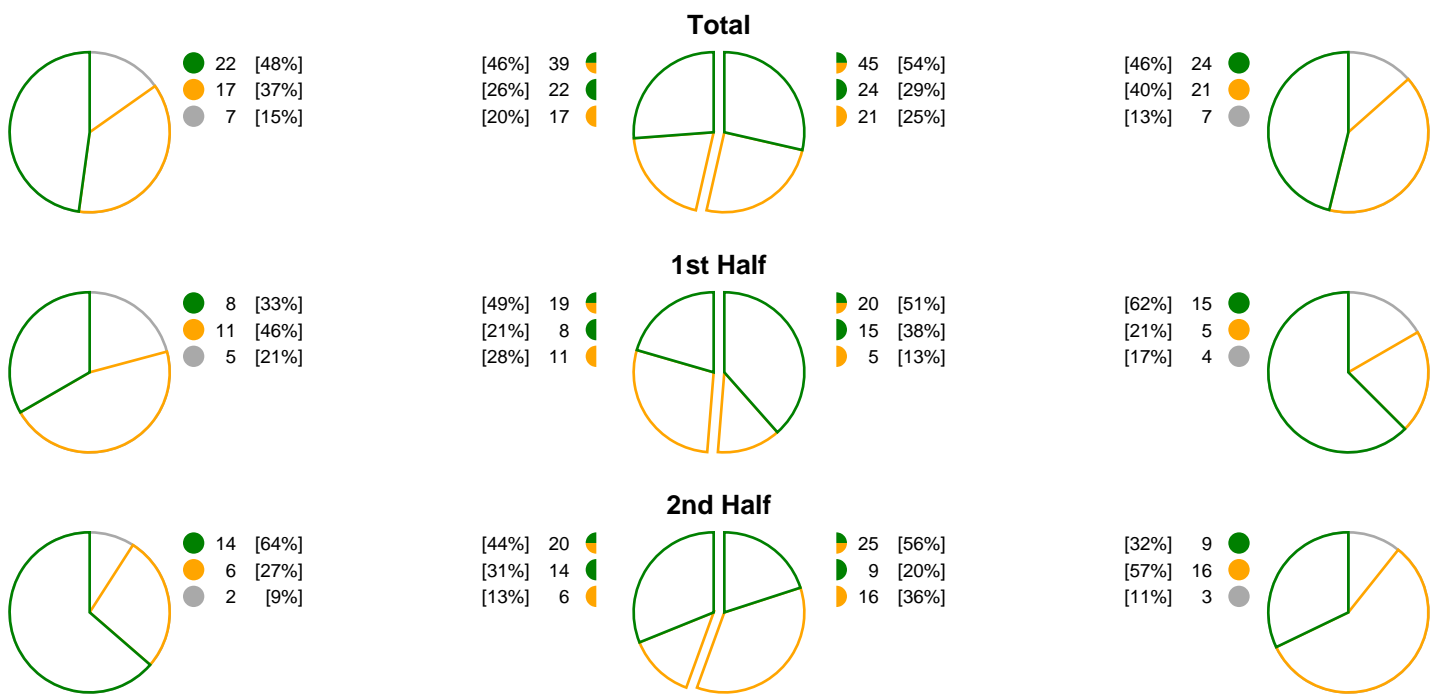 Total
22 [48%] [46%] 39 45 [54%] [46%] 24
17 [37%] [26%] 22 24 [29%] [40%] 21
7 [15%] [20%] 17 21 [25%] [13%] 7
1st Half
8 [33%] [49%] 19 20 [51%] [62%] 15
11 [46%] [21%] 8 15 [38%] [21%] 5
5 [21%] [28%] 11 5 [13%] [17%] 4
2nd Half
14 [64%] [44%] 20 25 [56%] [32%] 9
6 [27%] [31%] 14 9 [20%] [57%] 16
2 [9%] [13%] 6 16 [36%] [11%] 3